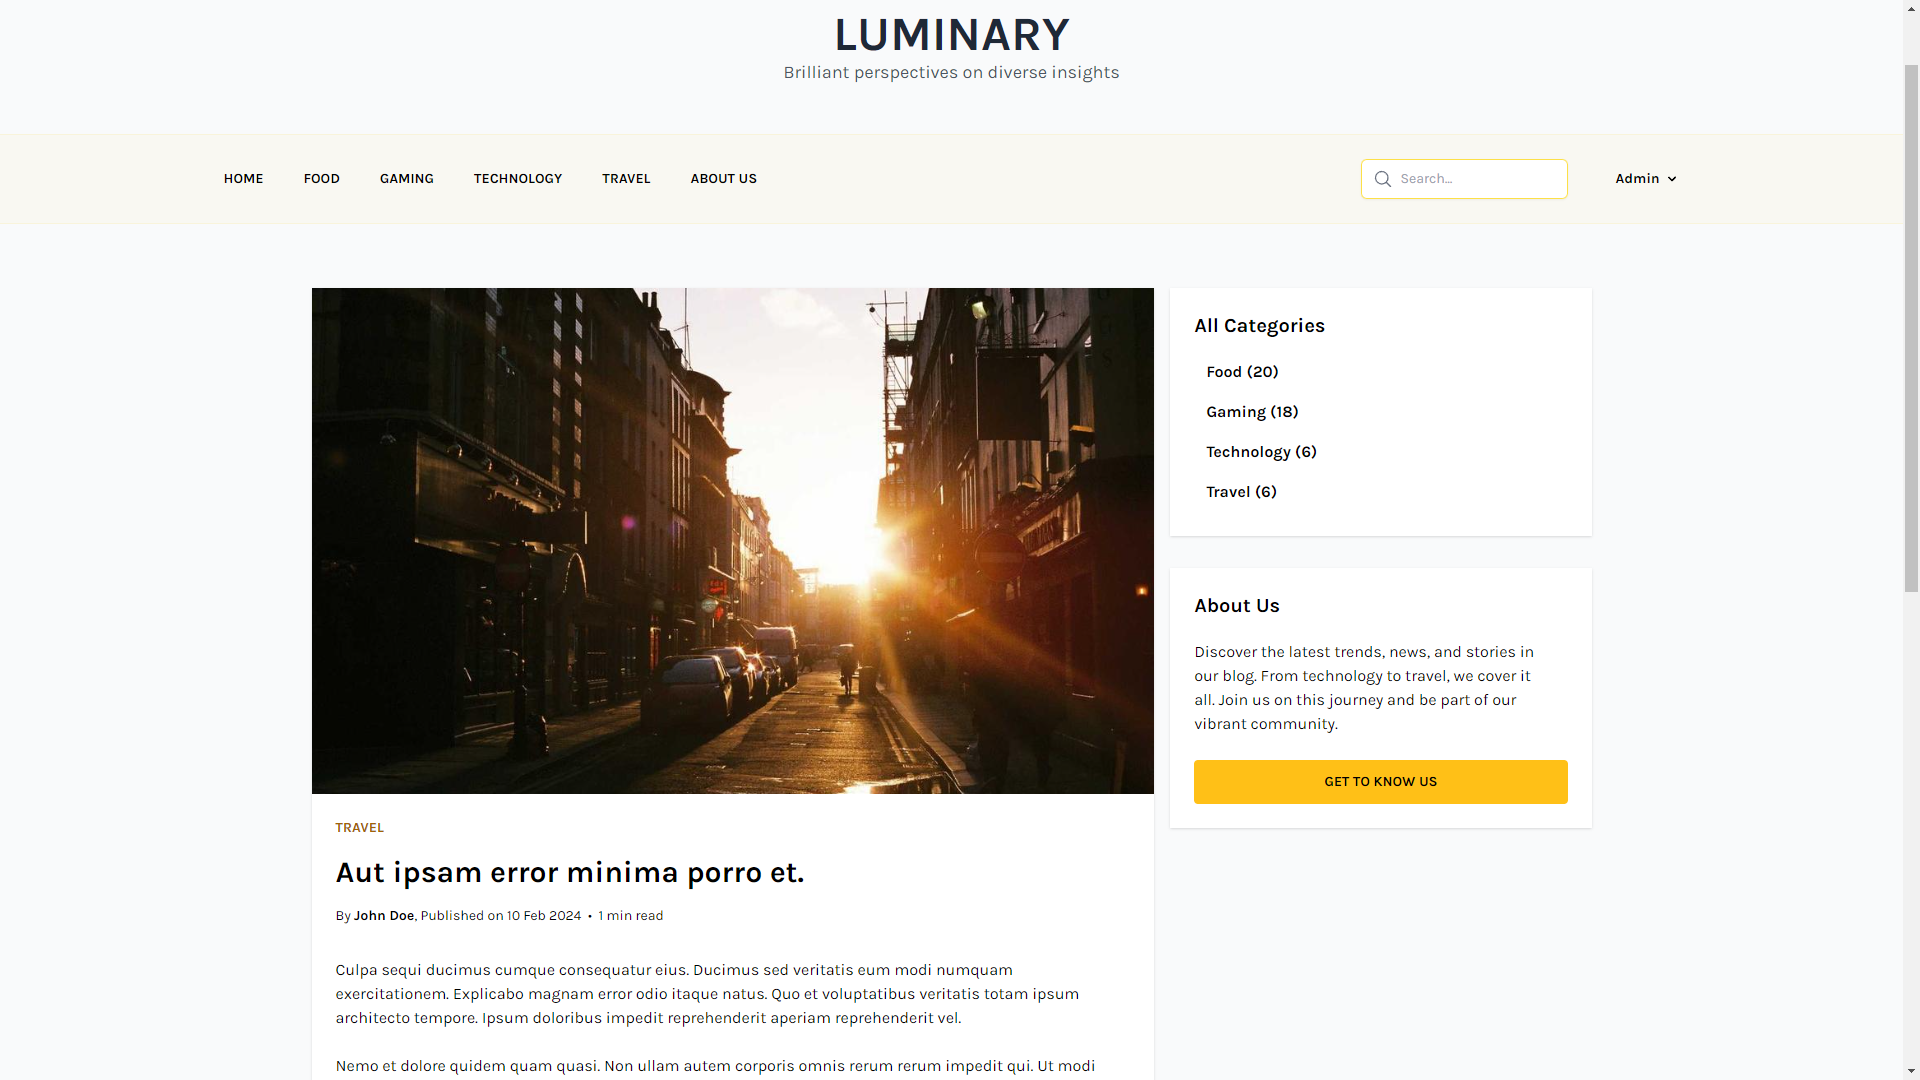 LUMINARY
Brilliant perspectives on diverse insights
HOME FOOD GAMING TECHNOLOGY TRAVEL ABOUT US Search... Admin
All Categories
Food (20)
Gaming (18)
Technology (6)
Travel (6)
About Us
Discover the latest trends, news, and stories in
our blog. From technology to travel, we cover it
all. Join us on this journey and be part of our
vibrant community.
GET TO KNOW US
TRAVEL
Aut ipsam error minima porro et.
By John Doe, Published on 10 Feb 2024 • 1 min read
Culpa sequi ducimus cumque consequatur eius. Ducimus sed veritatis eum modi numquam
exercitationem. Explicabo magnam error odio itaque natus. Quo et voluptatibus veritatis totam ipsum
architecto tempore. Ipsum doloribus impedit reprehenderit aperiam reprehenderit vel.
Nemo et dolore quidem quam quasi. Non ullam autem corporis omnis rerum rerum impedit qui. Ut modi